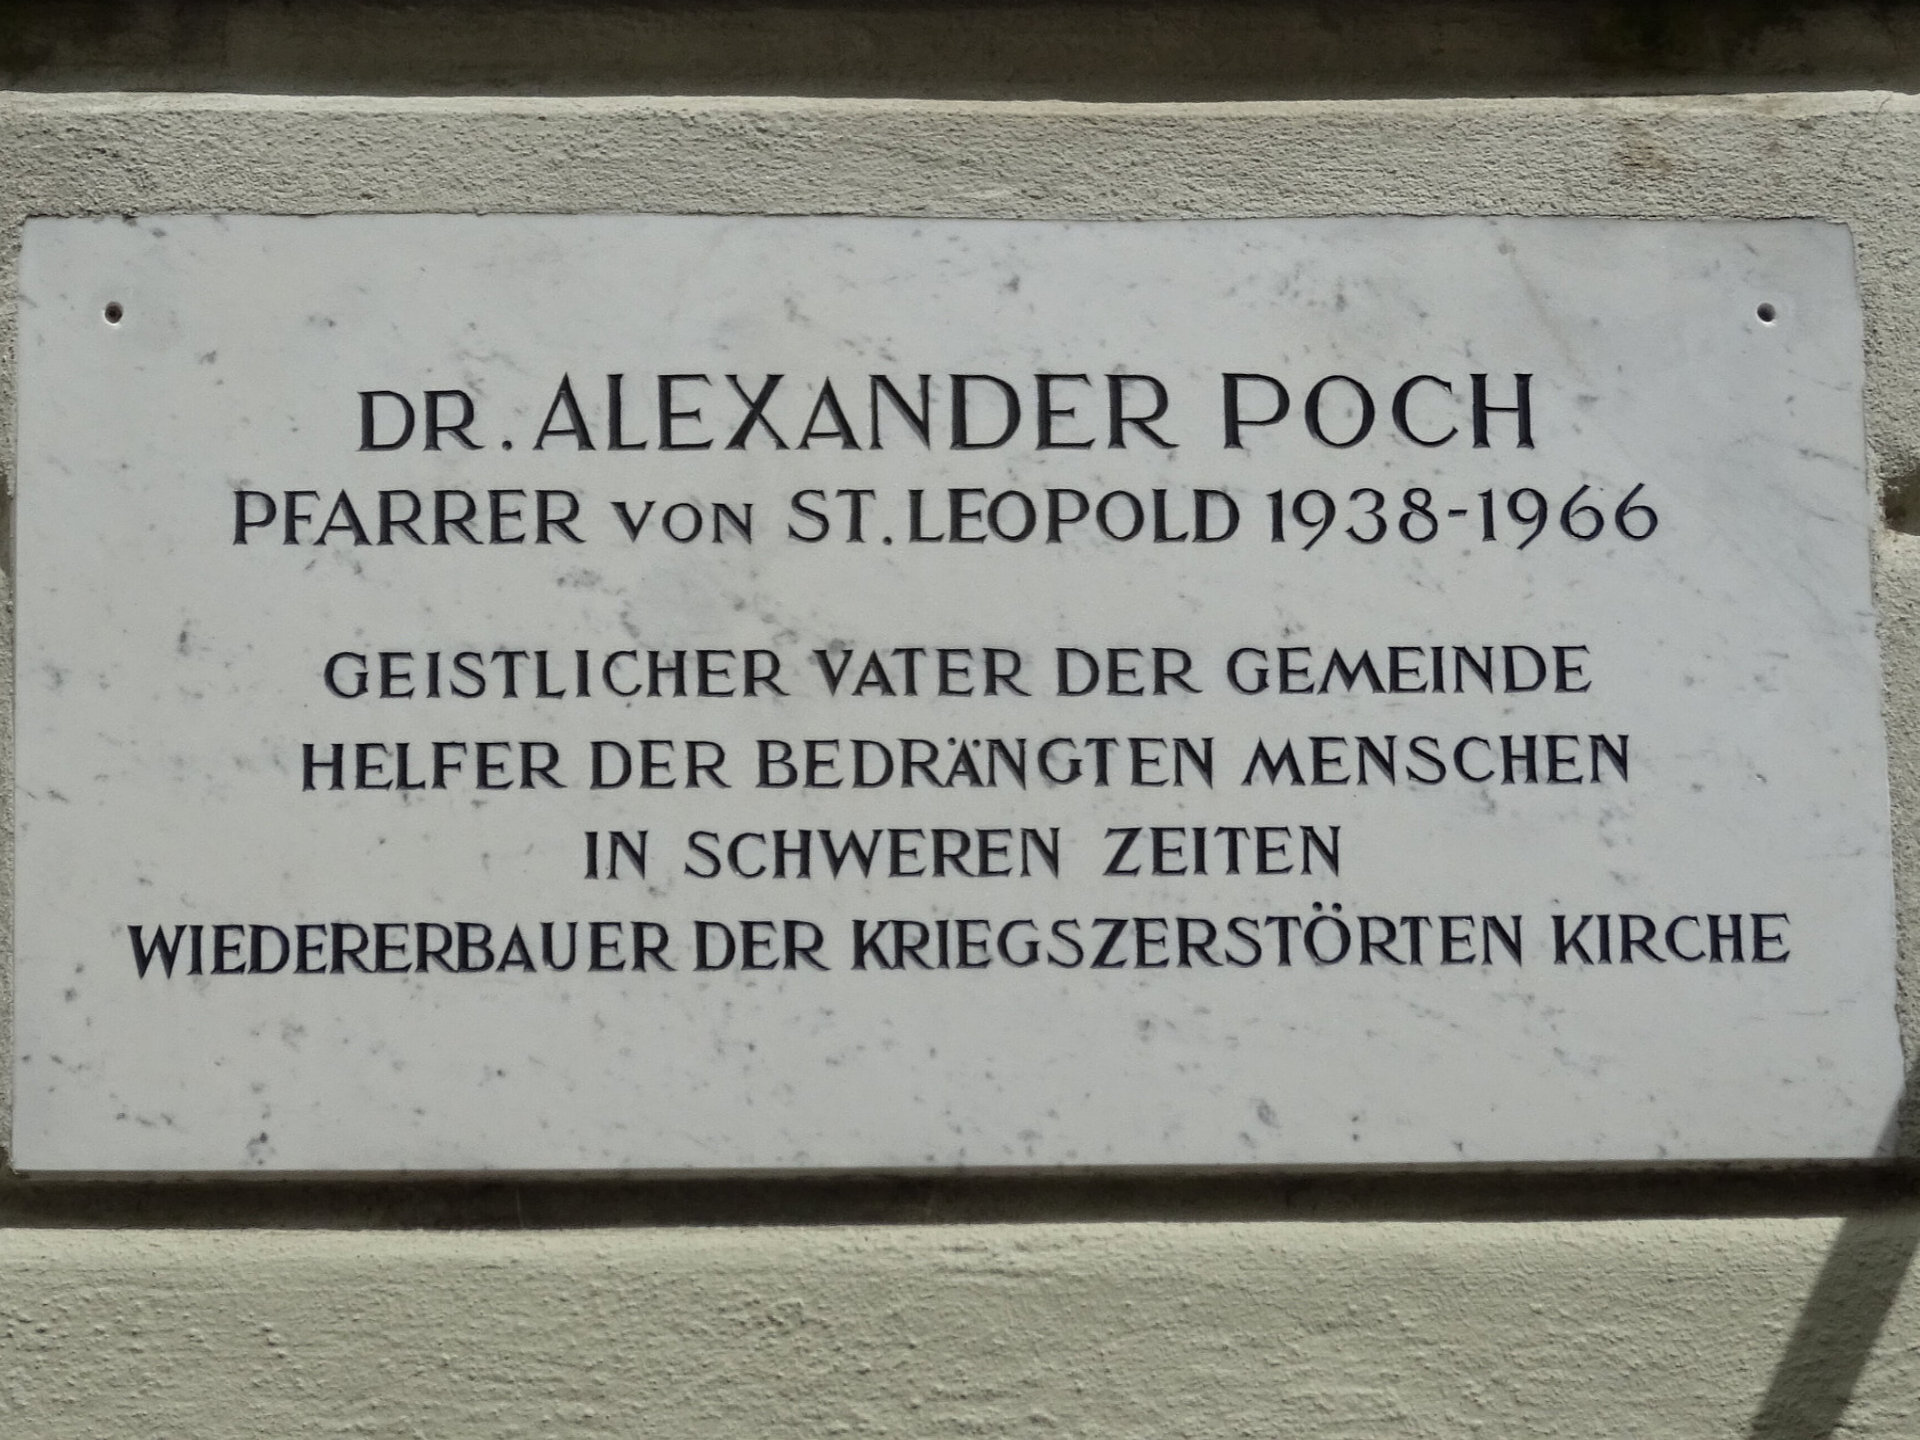 DR. ALEXANDER POCH
PFARRER VON ST. LEOPOLD 1938-1966
GEISTLICHER VATER DER GEMEINDE
HELFER DER BEDRÄNGTEN MENSCHEN
IN SCHWEREN ZEITEN
WIEDERERBAUER DER KRIEGSZERSTÖRTEN KIRCHE